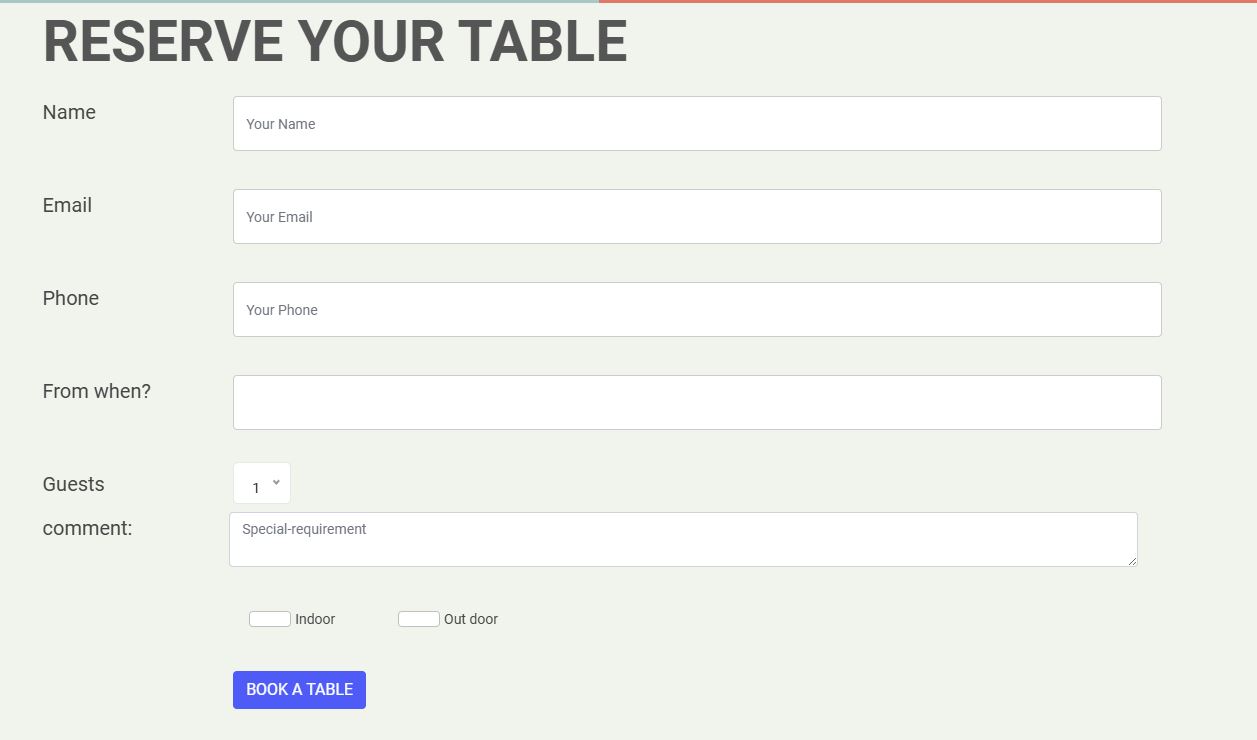 RESERVE YOUR TABLE
Name
Your Name
Email
Your Email
Phone
Your Phone
From when?
Guests
1
comment:
Special-requirement
Indoor Out door
BOOK A TABLE